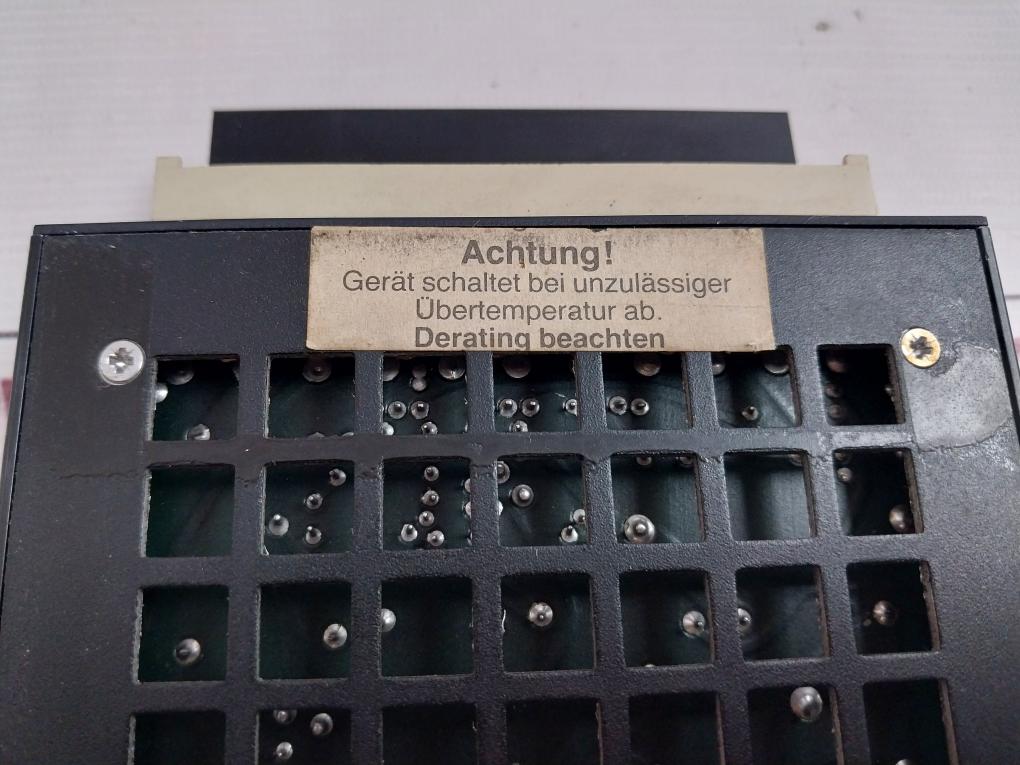 Achtung!
Gerät schaltet bei unzulässiger
Übertemperatur ab.
Derating beachten